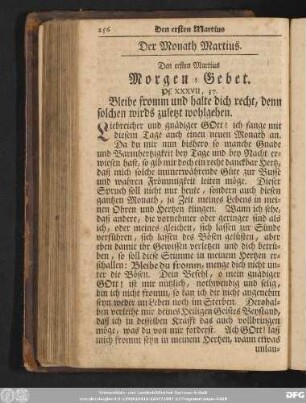 256 Den ersten Martius
Der Monath Martius.
Den ersten Martius
Morgen-Gebet.
Ps. XXXVII, 37.
Bleibe fromm und halte dich recht, denn
solchen wirds zuletzt wohlgehen.
Liebreicher und gnädiger GOtt! ich fange mit
diesem Tage auch einen neuen Monath an.
Da du mir nun bishero so manche Gnade
und Barmhertzigkeit bey Tage und bey Nacht er-
wiesen hast, so gib mir doch ein recht danckbar Hertz,
daß mich solche immerwährende Güte zur Busse
und wahren Frömmigkeit leiten möge. Dieser
Spruch soll nicht nur heute, sondern auch diesen
gantzen Monath, ja Zeit meines Lebens in mei-
nen Ohren und Hertzen klingen. Wann ich sehe,
daß andere, die vornehmer oder geringer sind als
ich, oder meines gleichen, sich lassen zur Sünde
verführen, sich lassen des Bösen gelüsten, aber
eben damit ihr Gewissen verletzen und dich betrü-
ben, so soll diese Stimme in meinem Hertzen er-
schallen: Bleibe du fromm, menge dich nicht un-
ter die Bösen. Dein Befehl, o mein gnädiger
GOtt! ist mir nützlich, nothwendig und selig,
bin ich nicht fromm, so kan ich dir nicht angenehm
seyn weder im Leben noch im Sterben. Derohal-
ben verleihe mir deines Heiligen Geistes Beystand,
daß ich in desselben Krafft das auch vollbringen
möge, was du von mir forderst. Ach GOtt! laß
mich fromm seyn in meinem Hertzen, wann etwas
unlau-